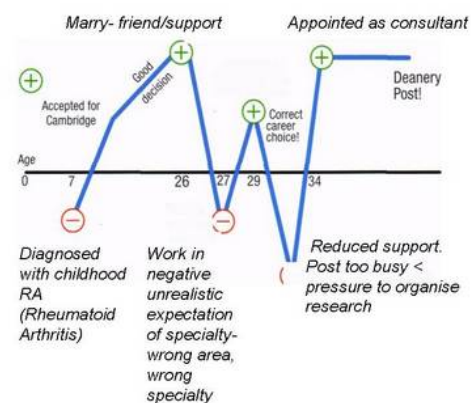 Marry- friend/support
Appointed as consultant
Good
decision
Accepted for
Cambridge
Correct
career
choice!
Deanery
Post!
Age
0 7 26 27 29 34
Diagnosed
with childhood
RA
(Rheumatoid
Arthritis)
Work in
negative
unrealistic
expectation
of specialty-
wrong area,
wrong
specialty
Reduced support.
Post too busy <
pressure to organise
research